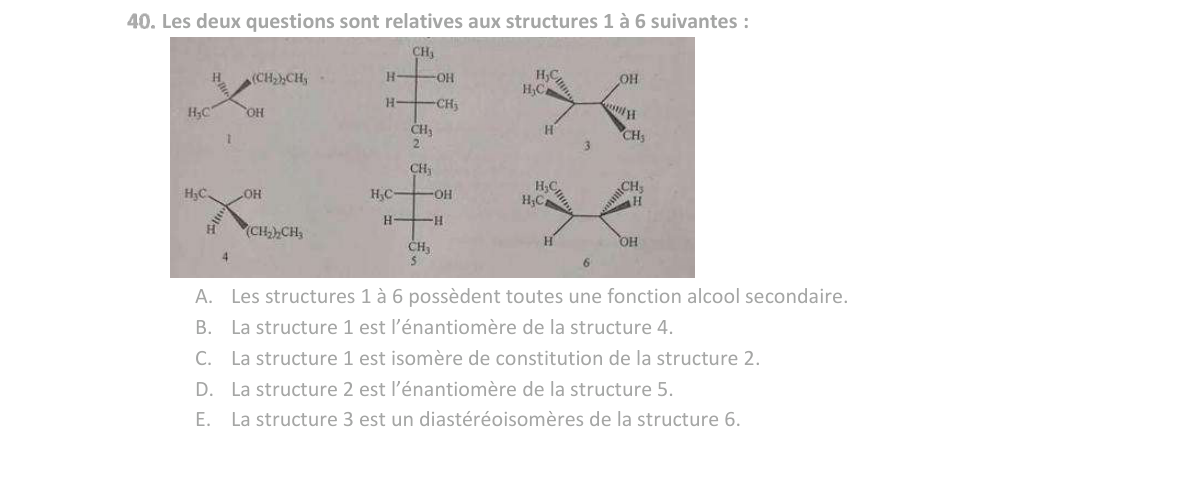 40. Les deux questions sont relatives aux structures 1 à 6 suivantes :
H (CH₂)₂CH₃
H₃C OH
1
CH₃
H OH
H CH₃
CH₃
2
H₃C OH
H₃C
H H
CH₃
3
H₃C OH
H (CH₂)₂CH₃
4
CH₃
H₃C OH
H H
CH₃
5
H₃C CH₃
H₃C H
H OH
6
A. Les structures 1 à 6 possèdent toutes une fonction alcool secondaire.
B. La structure 1 est l’énantiomère de la structure 4.
C. La structure 1 est isomère de constitution de la structure 2.
D. La structure 2 est l’énantiomère de la structure 5.
E. La structure 3 est un diastéréoisomères de la structure 6.